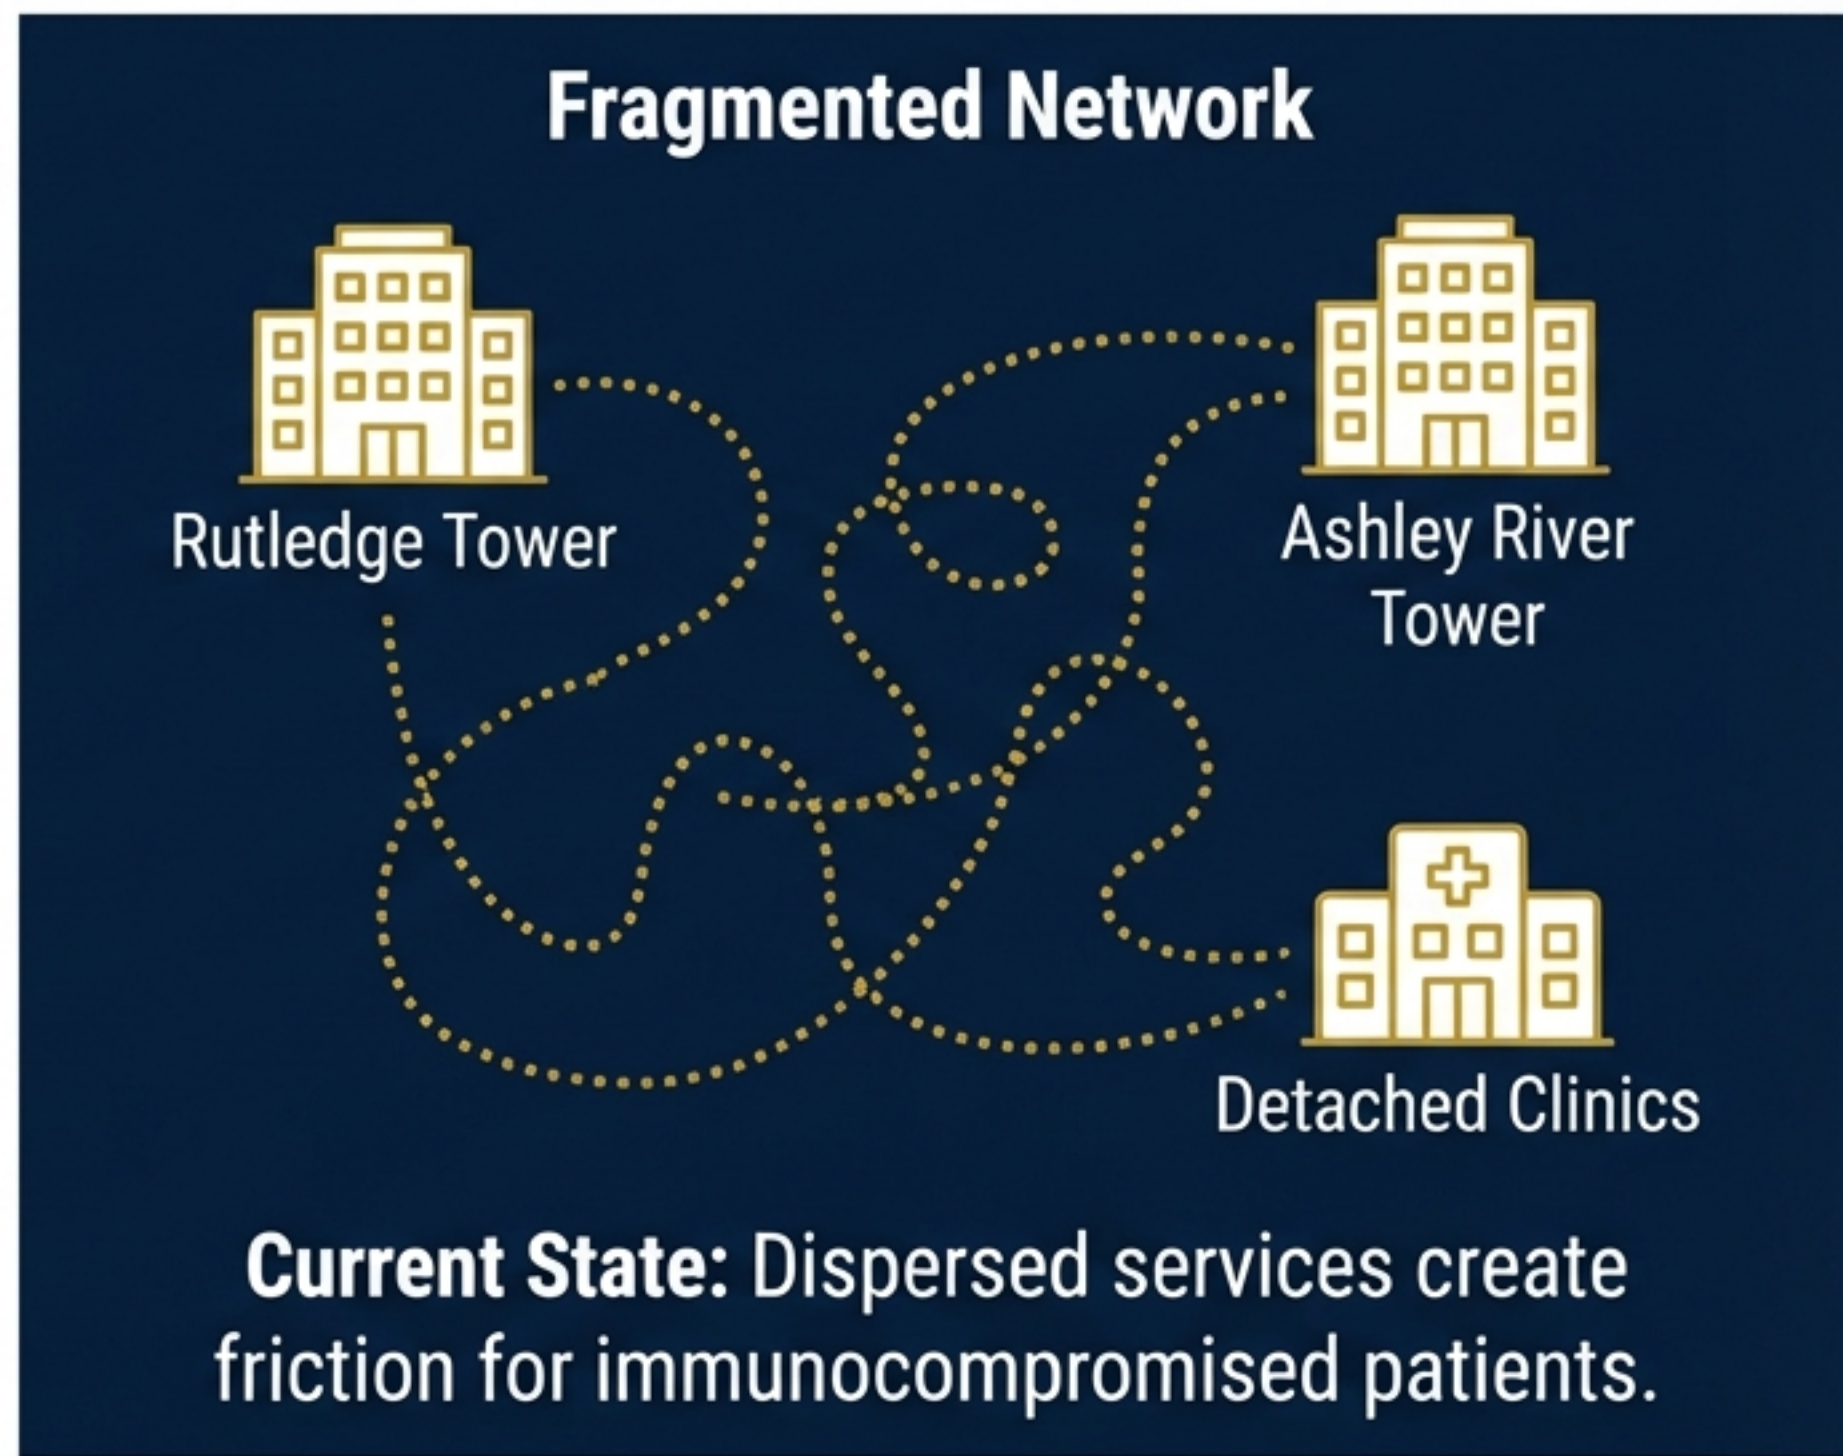 Fragmented Network
Rutledge Tower
Ashley River
Tower
Detached Clinics
Current State: Dispersed services create
friction for immunocompromised patients.